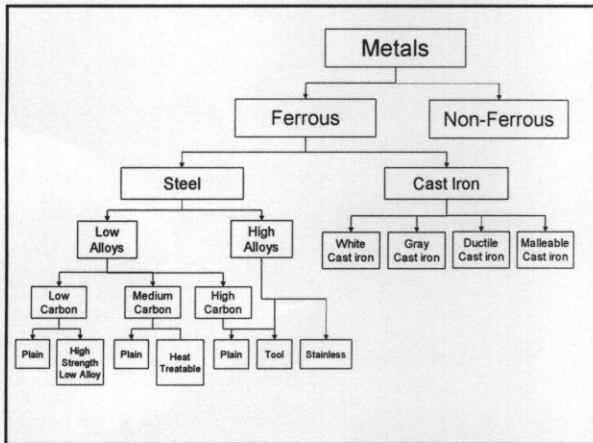 Metals
Ferrous
Non-Ferrous
Steel
Cast Iron
Low
Alloys
High
Alloys
White
Cast iron
Gray
Cast iron
Ductile
Cast iron
Malleable
Cast iron
Low
Carbon
Medium
Carbon
High
Carbon
Plain
High
Strength
Low Alloy
Plain
Heat
Treatable
Plain
Tool
Stainless